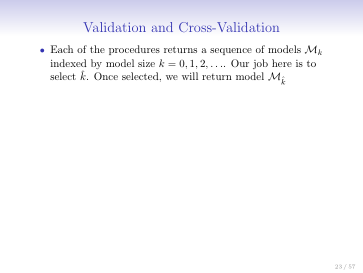 Validation and Cross-Validation
• Each of the procedures returns a sequence of models ℳₖ
indexed by model size k = 0, 1, 2, . . .. Our job here is to
select k̂. Once selected, we will return model ℳ_k̂
23 / 57